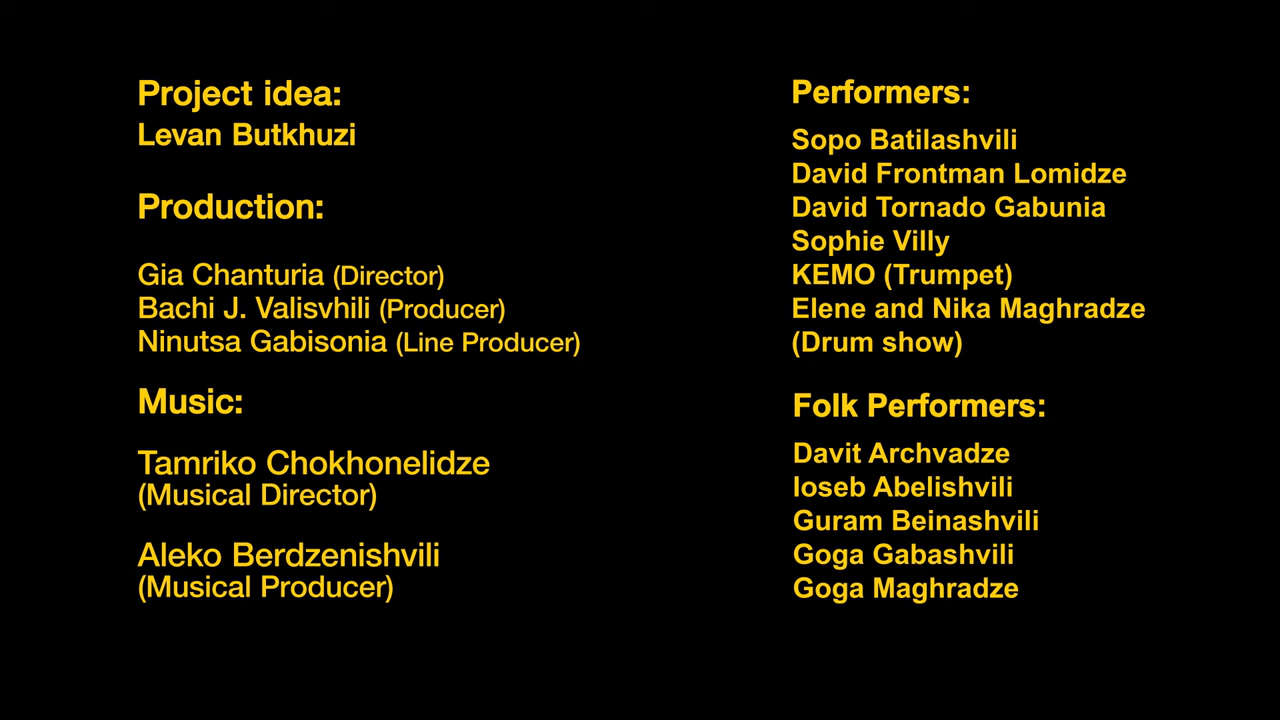 Project idea:
Levan Butkhuzi
Production:
Gia Chanturia (Director)
Bachi J. Valisvhili (Producer)
Ninutsa Gabisonia (Line Producer)
Music:
Tamriko Chokhonelidze
(Musical Director)
Aleko Berdzenishvili
(Musical Producer)
Performers:
Sopo Batilashvili
David Frontman Lomidze
David Tornado Gabunia
Sophie Villy
KEMO (Trumpet)
Elene and Nika Maghradze
(Drum show)
Folk Performers:
Davit Archvadze
Ioseb Abelishvili
Guram Beinashvili
Goga Gabashvili
Goga Maghradze